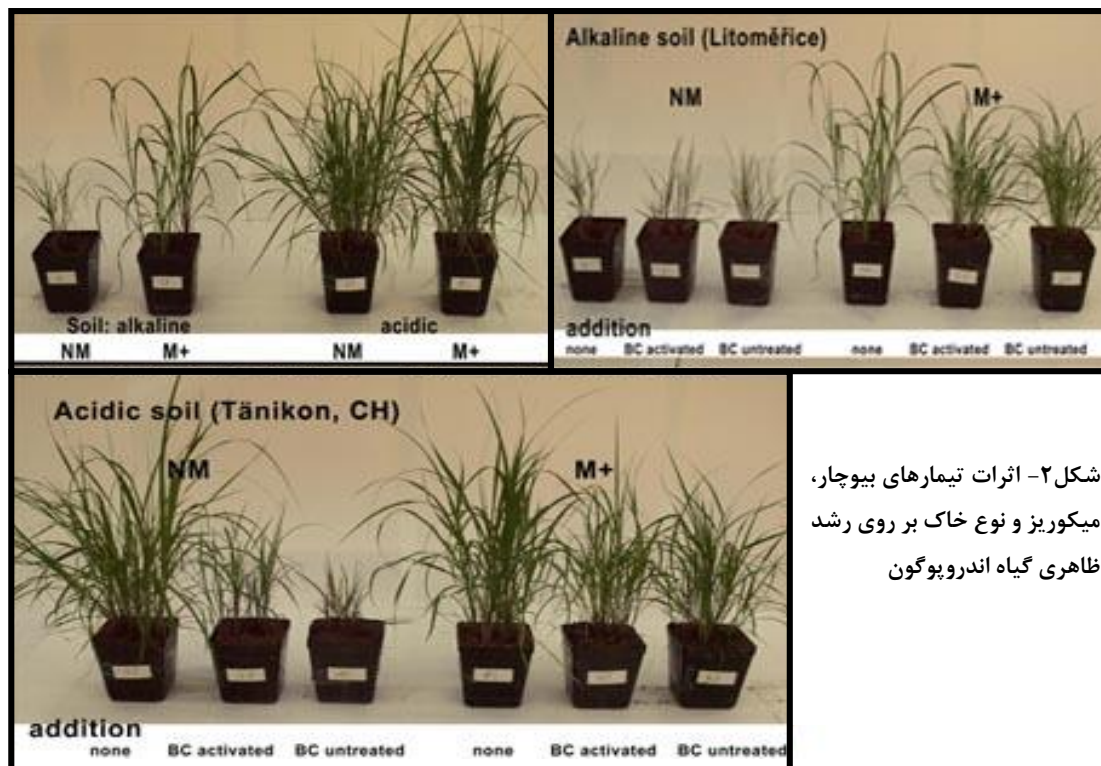 Soil: alkaline acidic
NM M+ NM M+
Alkaline soil (Litoměřice)
NM M+
addition
none BC activated BC untreated none BC activated BC untreated
Acidic soil (Tänikon, CH)
NM M+
addition
none BC activated BC untreated none BC activated BC untreated
شکل۲- اثرات تیمارهای بیوچار،
میکوریز و نوع خاک بر روی رشد
ظاهری گیاه اندروپوگون